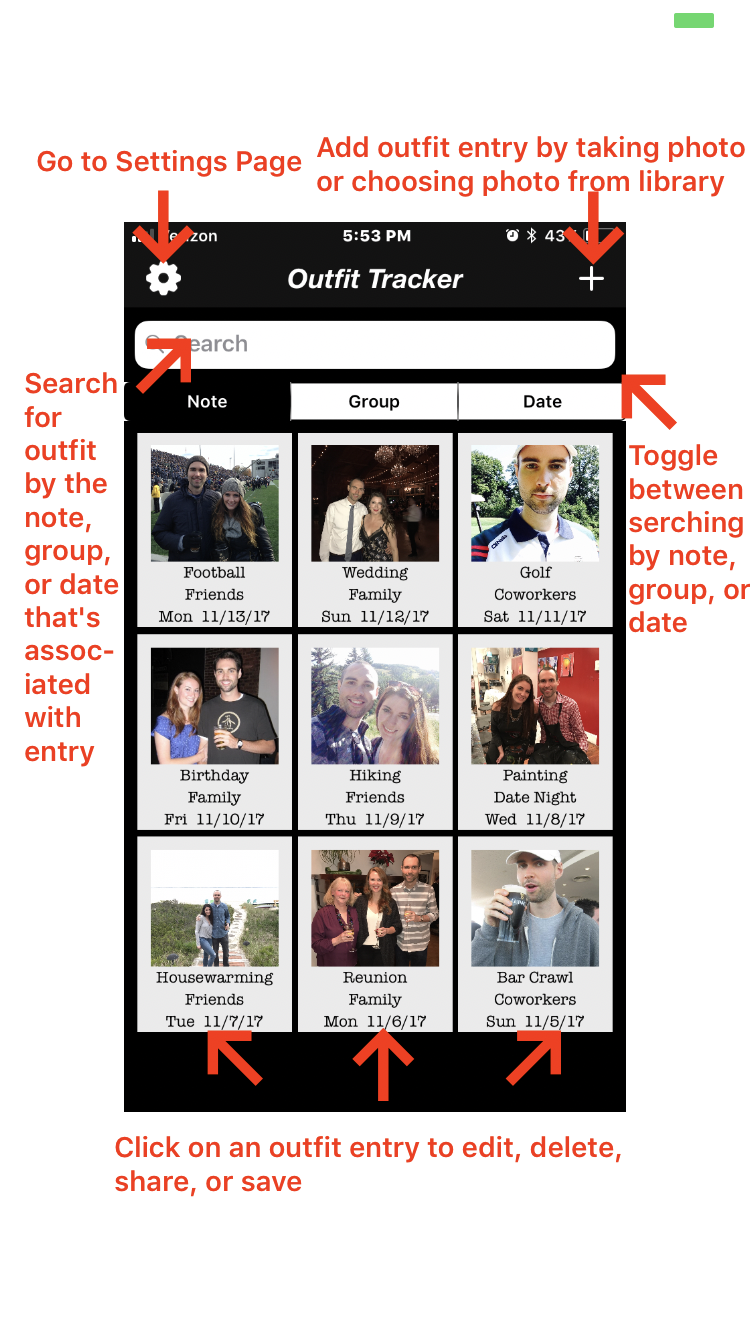 Go to Settings Page
Add outfit entry by taking photo
or choosing photo from library
5:53 PM
Outfit Tracker
Search
Note
Group
Date
Search
for
outfit
by the
note,
group,
or date
that's
assoc-
iated
with
entry
Toggle
between
serching
by note,
group, or
date
Football
Friends
Mon 11/13/17
Wedding
Family
Sun 11/12/17
Golf
Coworkers
Sat 11/11/17
Birthday
Family
Fri 11/10/17
Hiking
Friends
Thu 11/9/17
Painting
Date Night
Wed 11/8/17
Housewarming
Friends
Tue 11/7/17
Reunion
Family
Mon 11/6/17
Bar Crawl
Coworkers
Sun 11/5/17
Click on an outfit entry to edit, delete,
share, or save